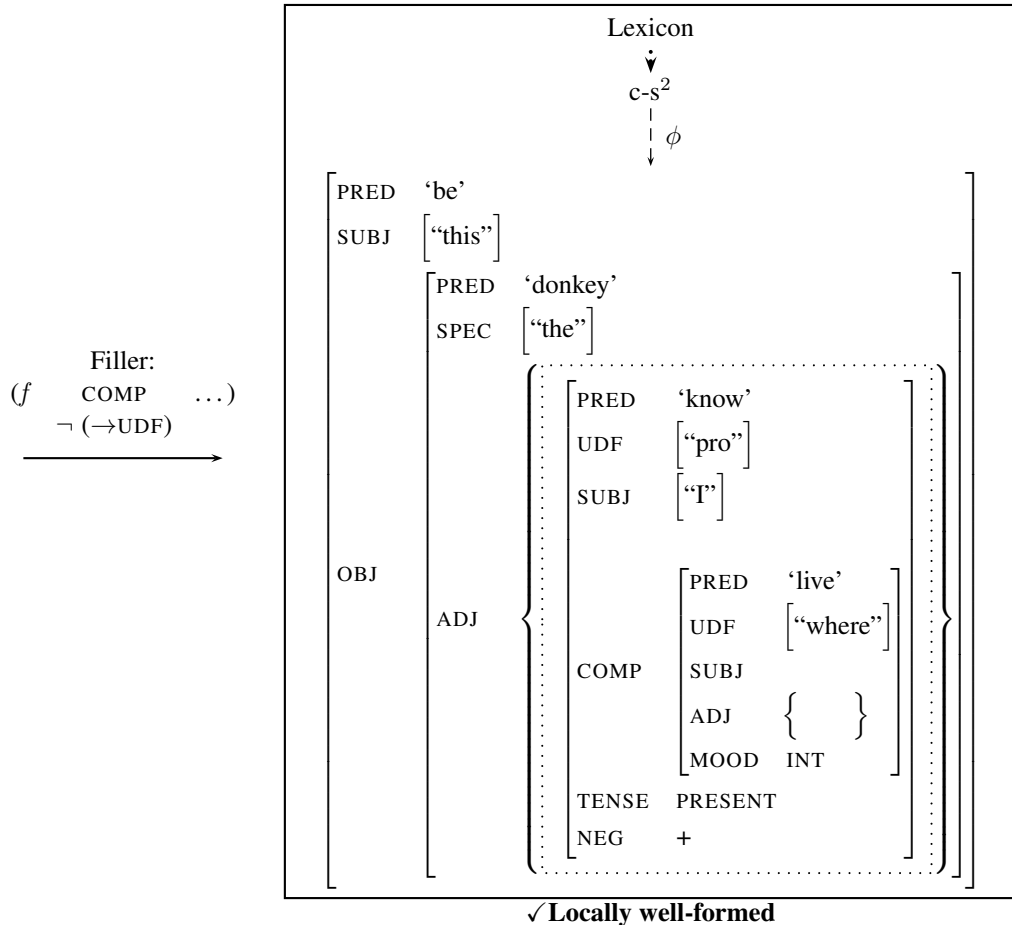 Lexicon
c-s²
ϕ
PRED ‘be’
SUBJ [“this”]
PRED ‘donkey’
SPEC [“the”]
Filler:
(f COMP …)
¬ (→UDF)
PRED ‘know’
UDF [“pro”]
SUBJ [“I”]
OBJ
PRED ‘live’
ADJ
UDF [“where”]
COMP
SUBJ
ADJ { }
MOOD INT
TENSE PRESENT
NEG +
✓Locally well-formed